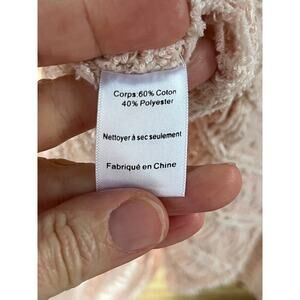 Corps:60% Coton
40% Polyester
Nettoyer à sec seulement
Fabriqué en Chine